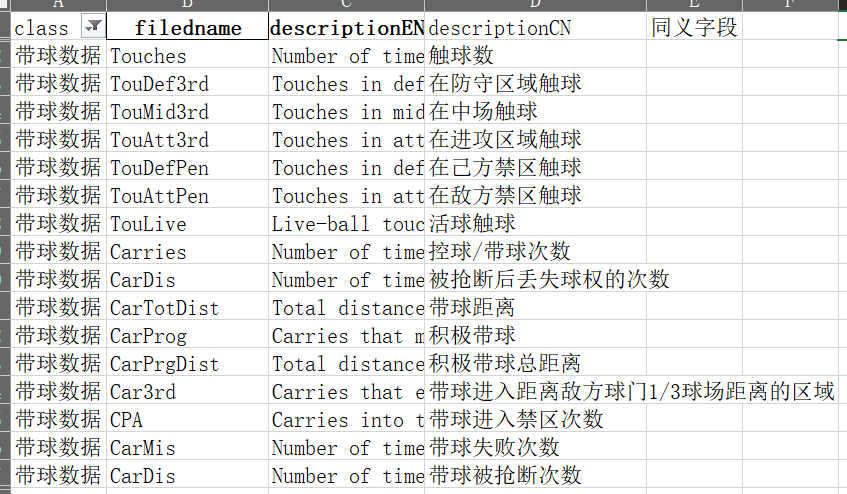 A B C D E F
class filedname descriptionEN descriptionCN 同义字段
带球数据 Touches Number of time 触球数
带球数据 TouDef3rd Touches in def 在防守区域触球
带球数据 TouMid3rd Touches in mid 在中场触球
带球数据 TouAtt3rd Touches in att 在进攻区域触球
带球数据 TouDefPen Touches in def 在己方禁区触球
带球数据 TouAttPen Touches in att 在敌方禁区触球
带球数据 TouLive Live-ball touc 活球触球
带球数据 Carries Number of time 控球/带球次数
带球数据 CarDis Number of time 被抢断后丢失球权的次数
带球数据 CarTotDist Total distance 带球距离
带球数据 CarProg Carries that m 积极带球
带球数据 CarPrgDist Total distance 积极带球总距离
带球数据 Car3rd Carries that e 带球进入距离敌方球门1/3球场距离的区域
带球数据 CPA Carries into t 带球进入禁区次数
带球数据 CarMis Number of time 带球失败次数
带球数据 CarDis Number of time 带球被抢断次数